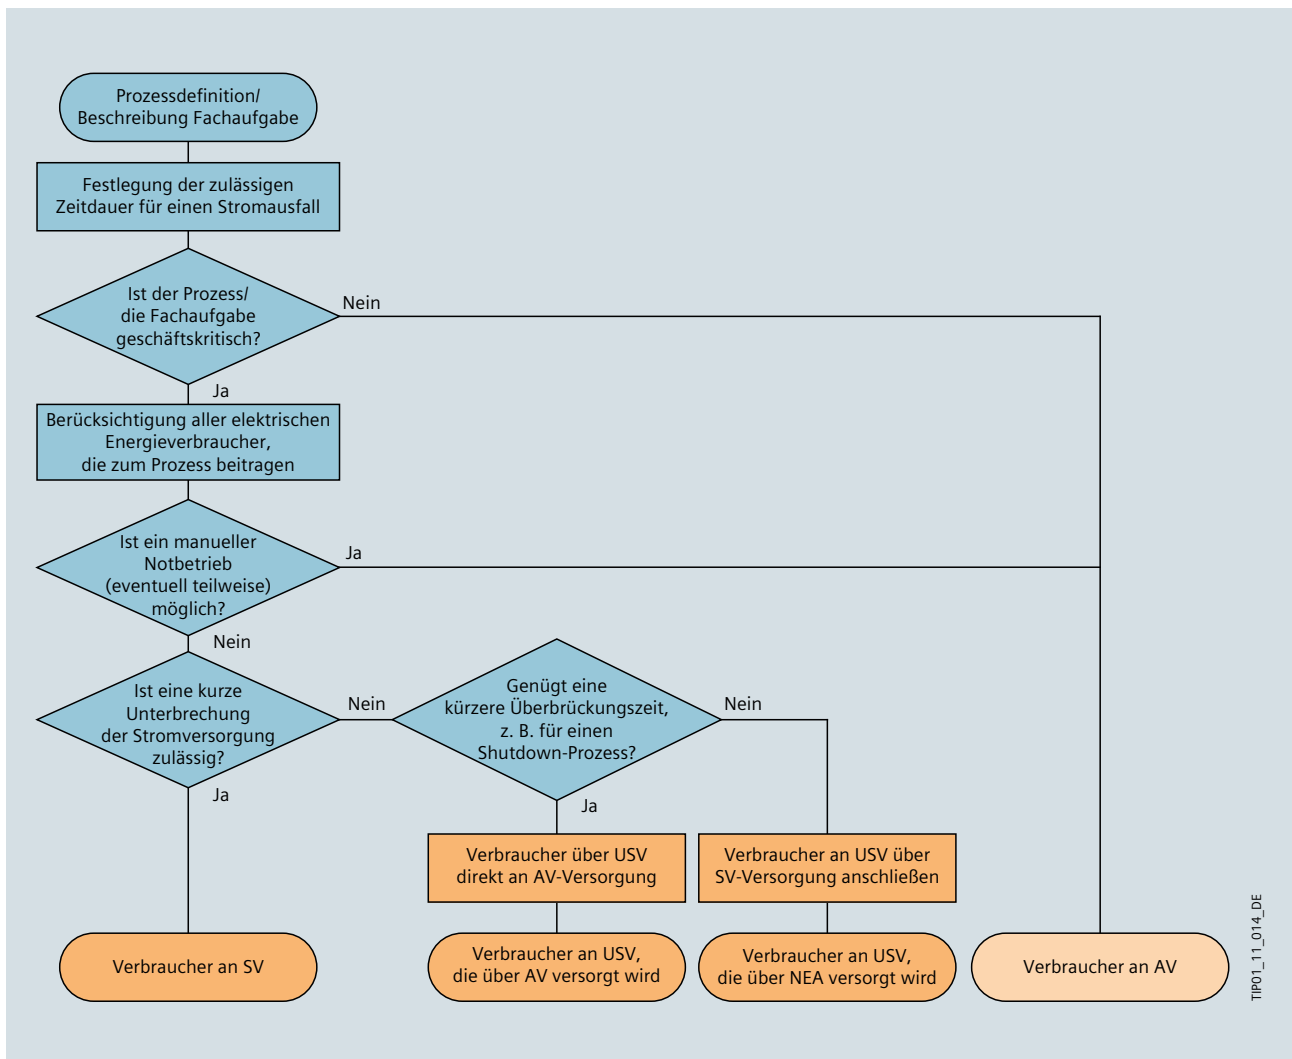 Prozessdefinition/
Beschreibung Fachaufgabe
Festlegung der zulässigen
Zeitdauer für einen Stromausfall
Ist der Prozess/
die Fachaufgabe
geschäftskritisch?
Nein
Ja
Berücksichtigung aller elektrischen
Energieverbraucher,
die zum Prozess beitragen
Ist ein manueller
Notbetrieb
(eventuell teilweise)
möglich?
Ja
Nein
Ist eine kurze
Unterbrechung
der Stromversorgung
zulässig?
Nein
Ja
Genügt eine
kürzere Überbrückungszeit,
z. B. für einen
Shutdown-Prozess?
Nein
Ja
Verbraucher über USV
direkt an AV-Versorgung
Verbraucher an USV über
SV-Versorgung anschließen
Verbraucher an SV
Verbraucher an USV,
die über AV versorgt wird
Verbraucher an USV,
die über NEA versorgt wird
Verbraucher an AV
TIP01_11_014_DE